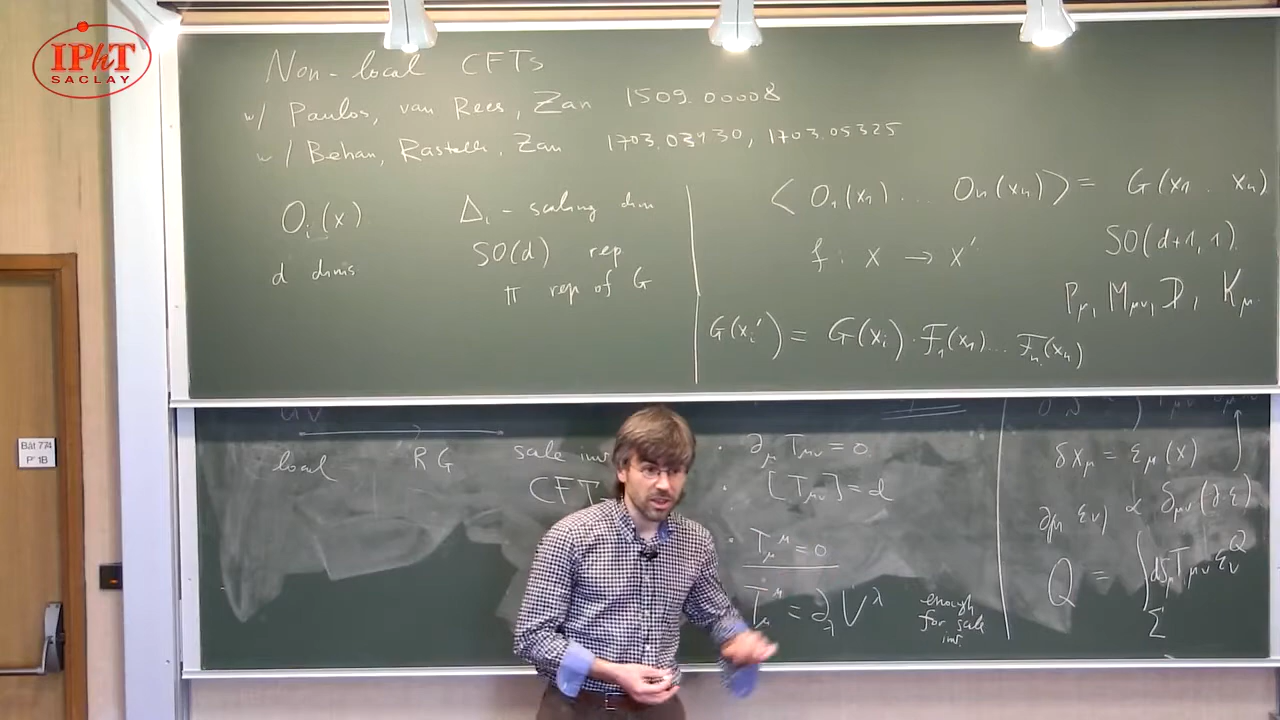 IPhT
SACLAY
Non-local CFTs
w/ Paulos, van Rees, Zan 1509.00008
w/ Behan, Rastelli, Zan 1703.03430, 1703.05325
O_i(x)
d dims
Δ_i - scaling dim
SO(d) rep
π rep of G
⟨O_1(x_1) ... O_n(x_n)⟩ = G(x_1 . x_n)
f: x → x'
SO(d+1,1).
P_μ, M_μν, D, K_μ.
G(x_i') = G(x_i) · F_1(x_1) ... F_n(x_n)
UV
local RG
scale inv
CFT
· ∂_μ T_μν = 0.
· [T_μν] = d
· T_μ^μ = 0
T_μ^μ = ∂_λ V^λ
enough
for scale
inv.
δx_μ = ε_μ(x)
∂_(μ ε_ν) ∝ δ_μν (∂·ε)
Q = ∫_Σ dS_μ T_μν ε_ν^Q
Bât 774
P 1B